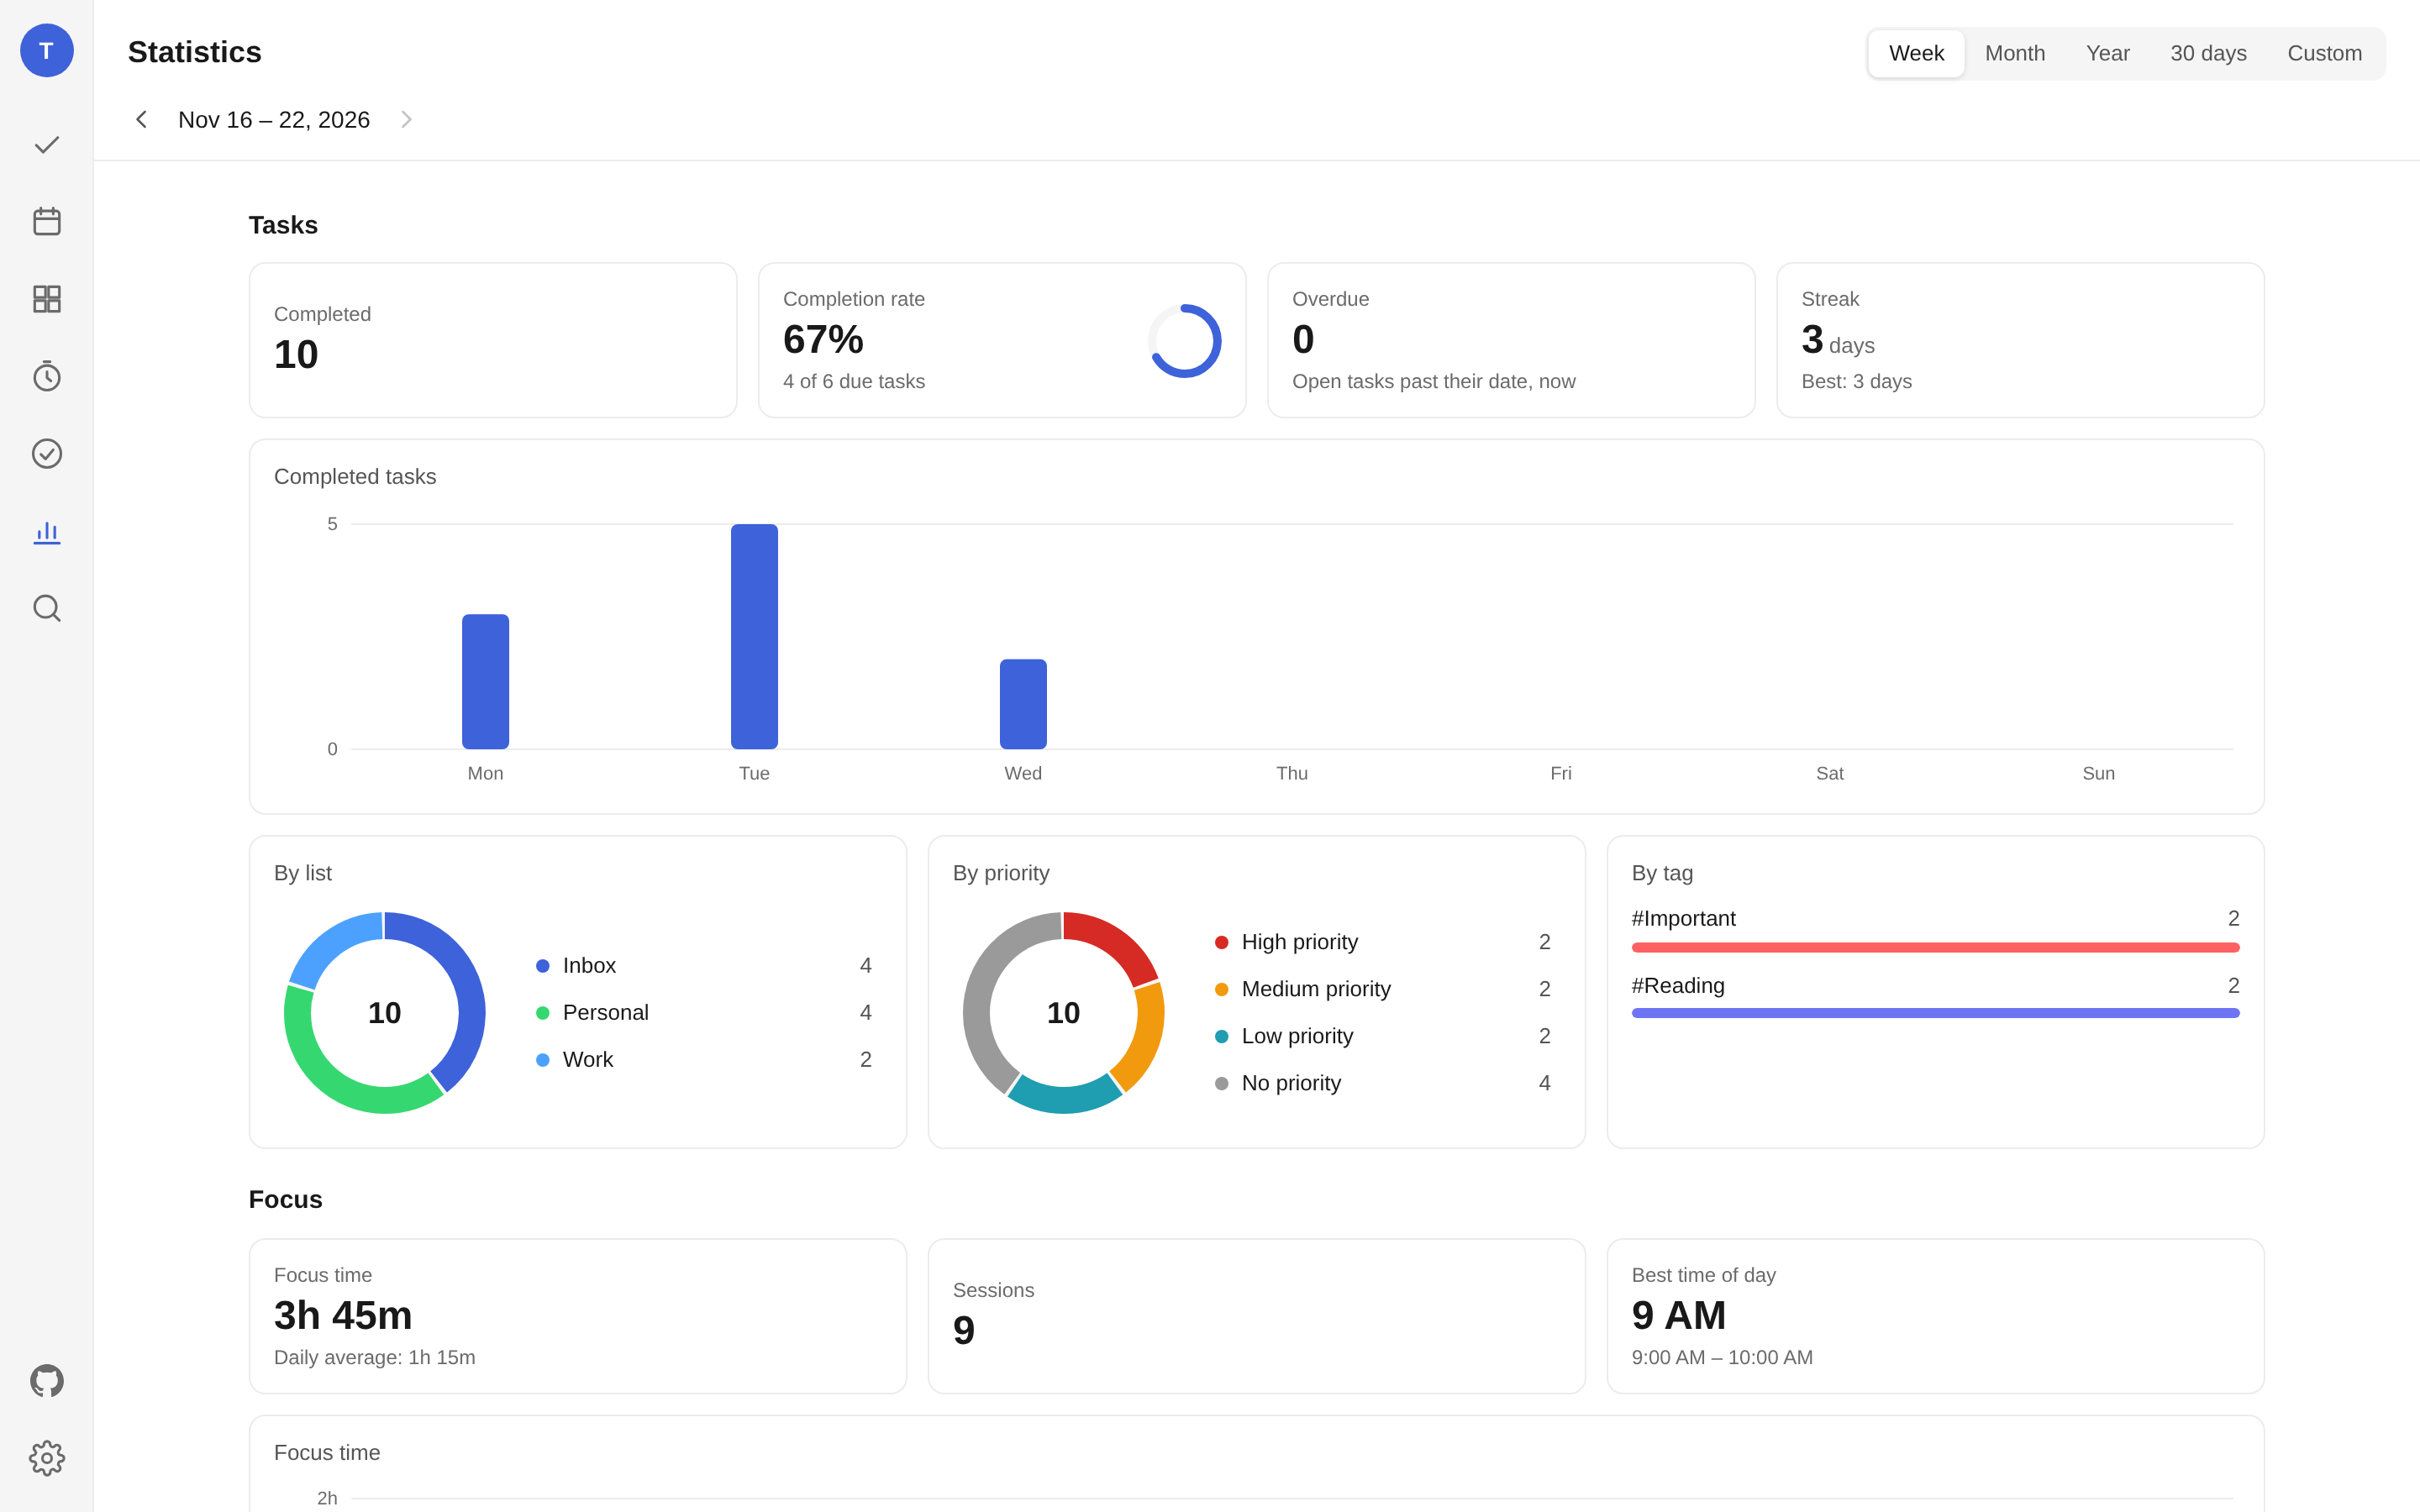 T
Statistics
Week Month Year 30 days Custom
Nov 16 – 22, 2026
Tasks
Completed
10
Completion rate
67%
4 of 6 due tasks
Overdue
0
Open tasks past their date, now
Streak
3 days
Best: 3 days
Completed tasks
5
0
Mon Tue Wed Thu Fri Sat Sun
By list
10
Inbox 4
Personal 4
Work 2
By priority
10
High priority 2
Medium priority 2
Low priority 2
No priority 4
By tag
#Important 2
#Reading 2
Focus
Focus time
3h 45m
Daily average: 1h 15m
Sessions
9
Best time of day
9 AM
9:00 AM – 10:00 AM
Focus time
2h